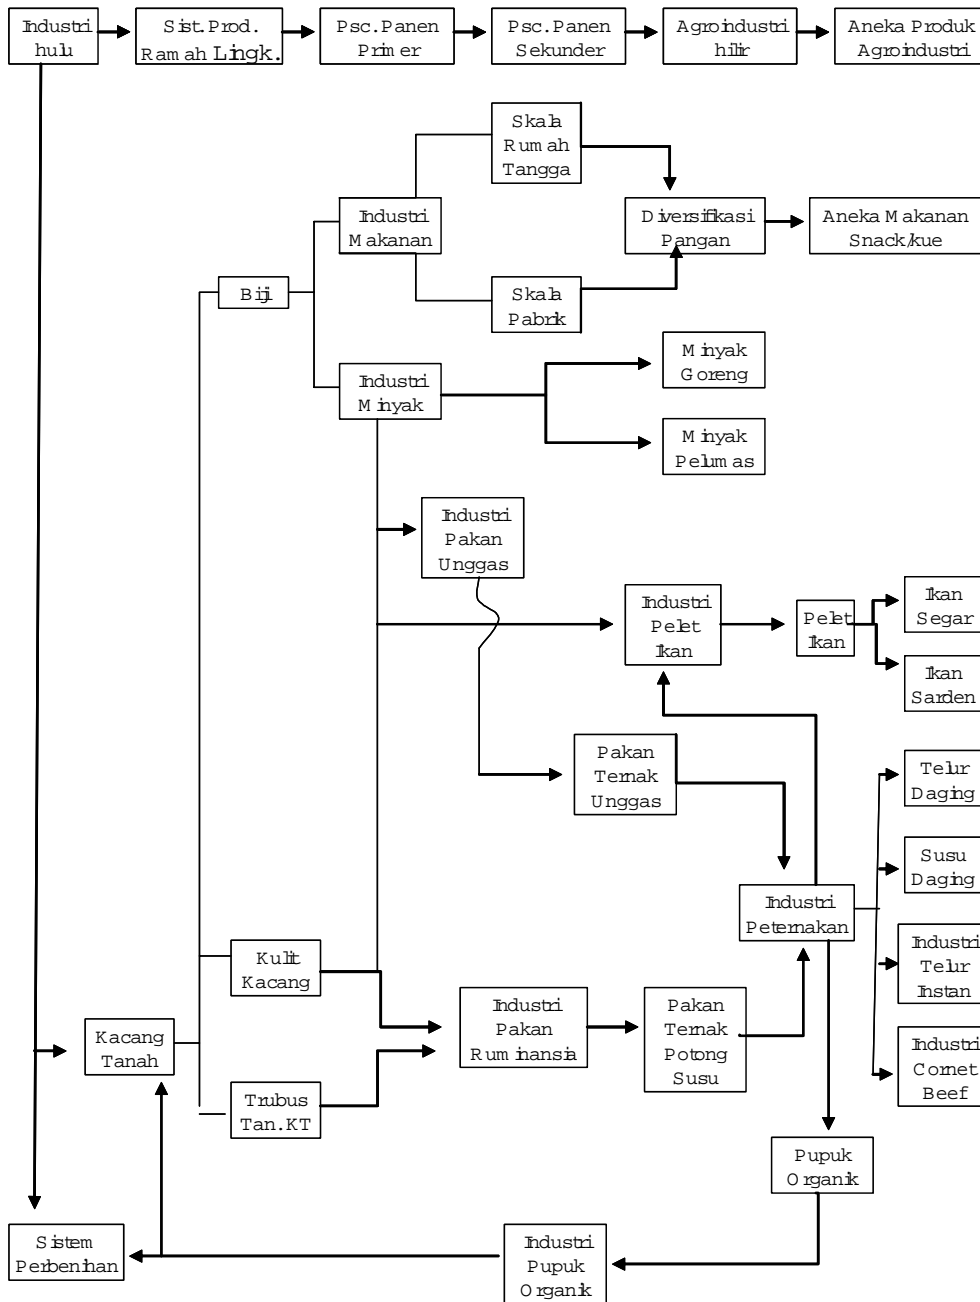 Industri
hulu
Sist.Prod.
Ramah Lingk.
Psc.Panen
Primer
Psc.Panen
Sekunder
Agroindustri
hilir
Aneka Produk
Agroindustri
Skala
Rumah
Tangga
Industri
Makanan
Diversifikasi
Pangan
Aneka Makanan
Snack/kue
Biji
Skala
Pabrik
Minyak
Goreng
Industri
Minyak
Minyak
Pelumas
Industri
Pakan
Unggas
Industri
Pelet
Ikan
Pelet
Ikan
Ikan
Segar
Ikan
Sarden
Pakan
Ternak
Unggas
Telur
Daging
Susu
Daging
Industri
Peternakan
Kulit
Kacang
Industri
Telur
Instan
Kacang
Tanah
Industri
Pakan
Ruminansia
Pakan
Ternak
Potong
Susu
Industri
Cornet
Beef
Trubus
Tan.KT
Pupuk
Organik
Sistem
Perbenihan
Industri
Pupuk
Organik